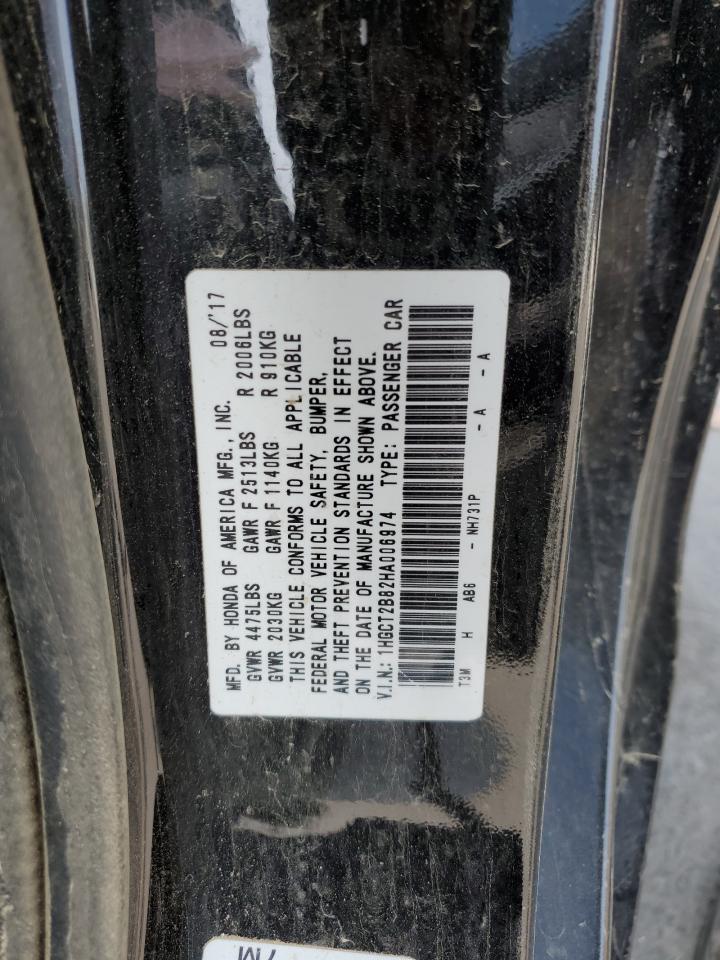 MFD. BY HONDA OF AMERICA MFG., INC. 08/'17
GVWR 4475LBS GAWR F 2513LBS R 2006LBS
GVWR 2030KG GAWR F 1140KG R 910KG
THIS VEHICLE CONFORMS TO ALL APPLICABLE
FEDERAL MOTOR VEHICLE SAFETY, BUMPER,
AND THEFT PREVENTION STANDARDS IN EFFECT
ON THE DATE OF MANUFACTURE SHOWN ABOVE.
V.I.N.: 1HGCT2B82HA006974 TYPE: PASSENGER CAR
T3M H AB6 - NH731P -A -A